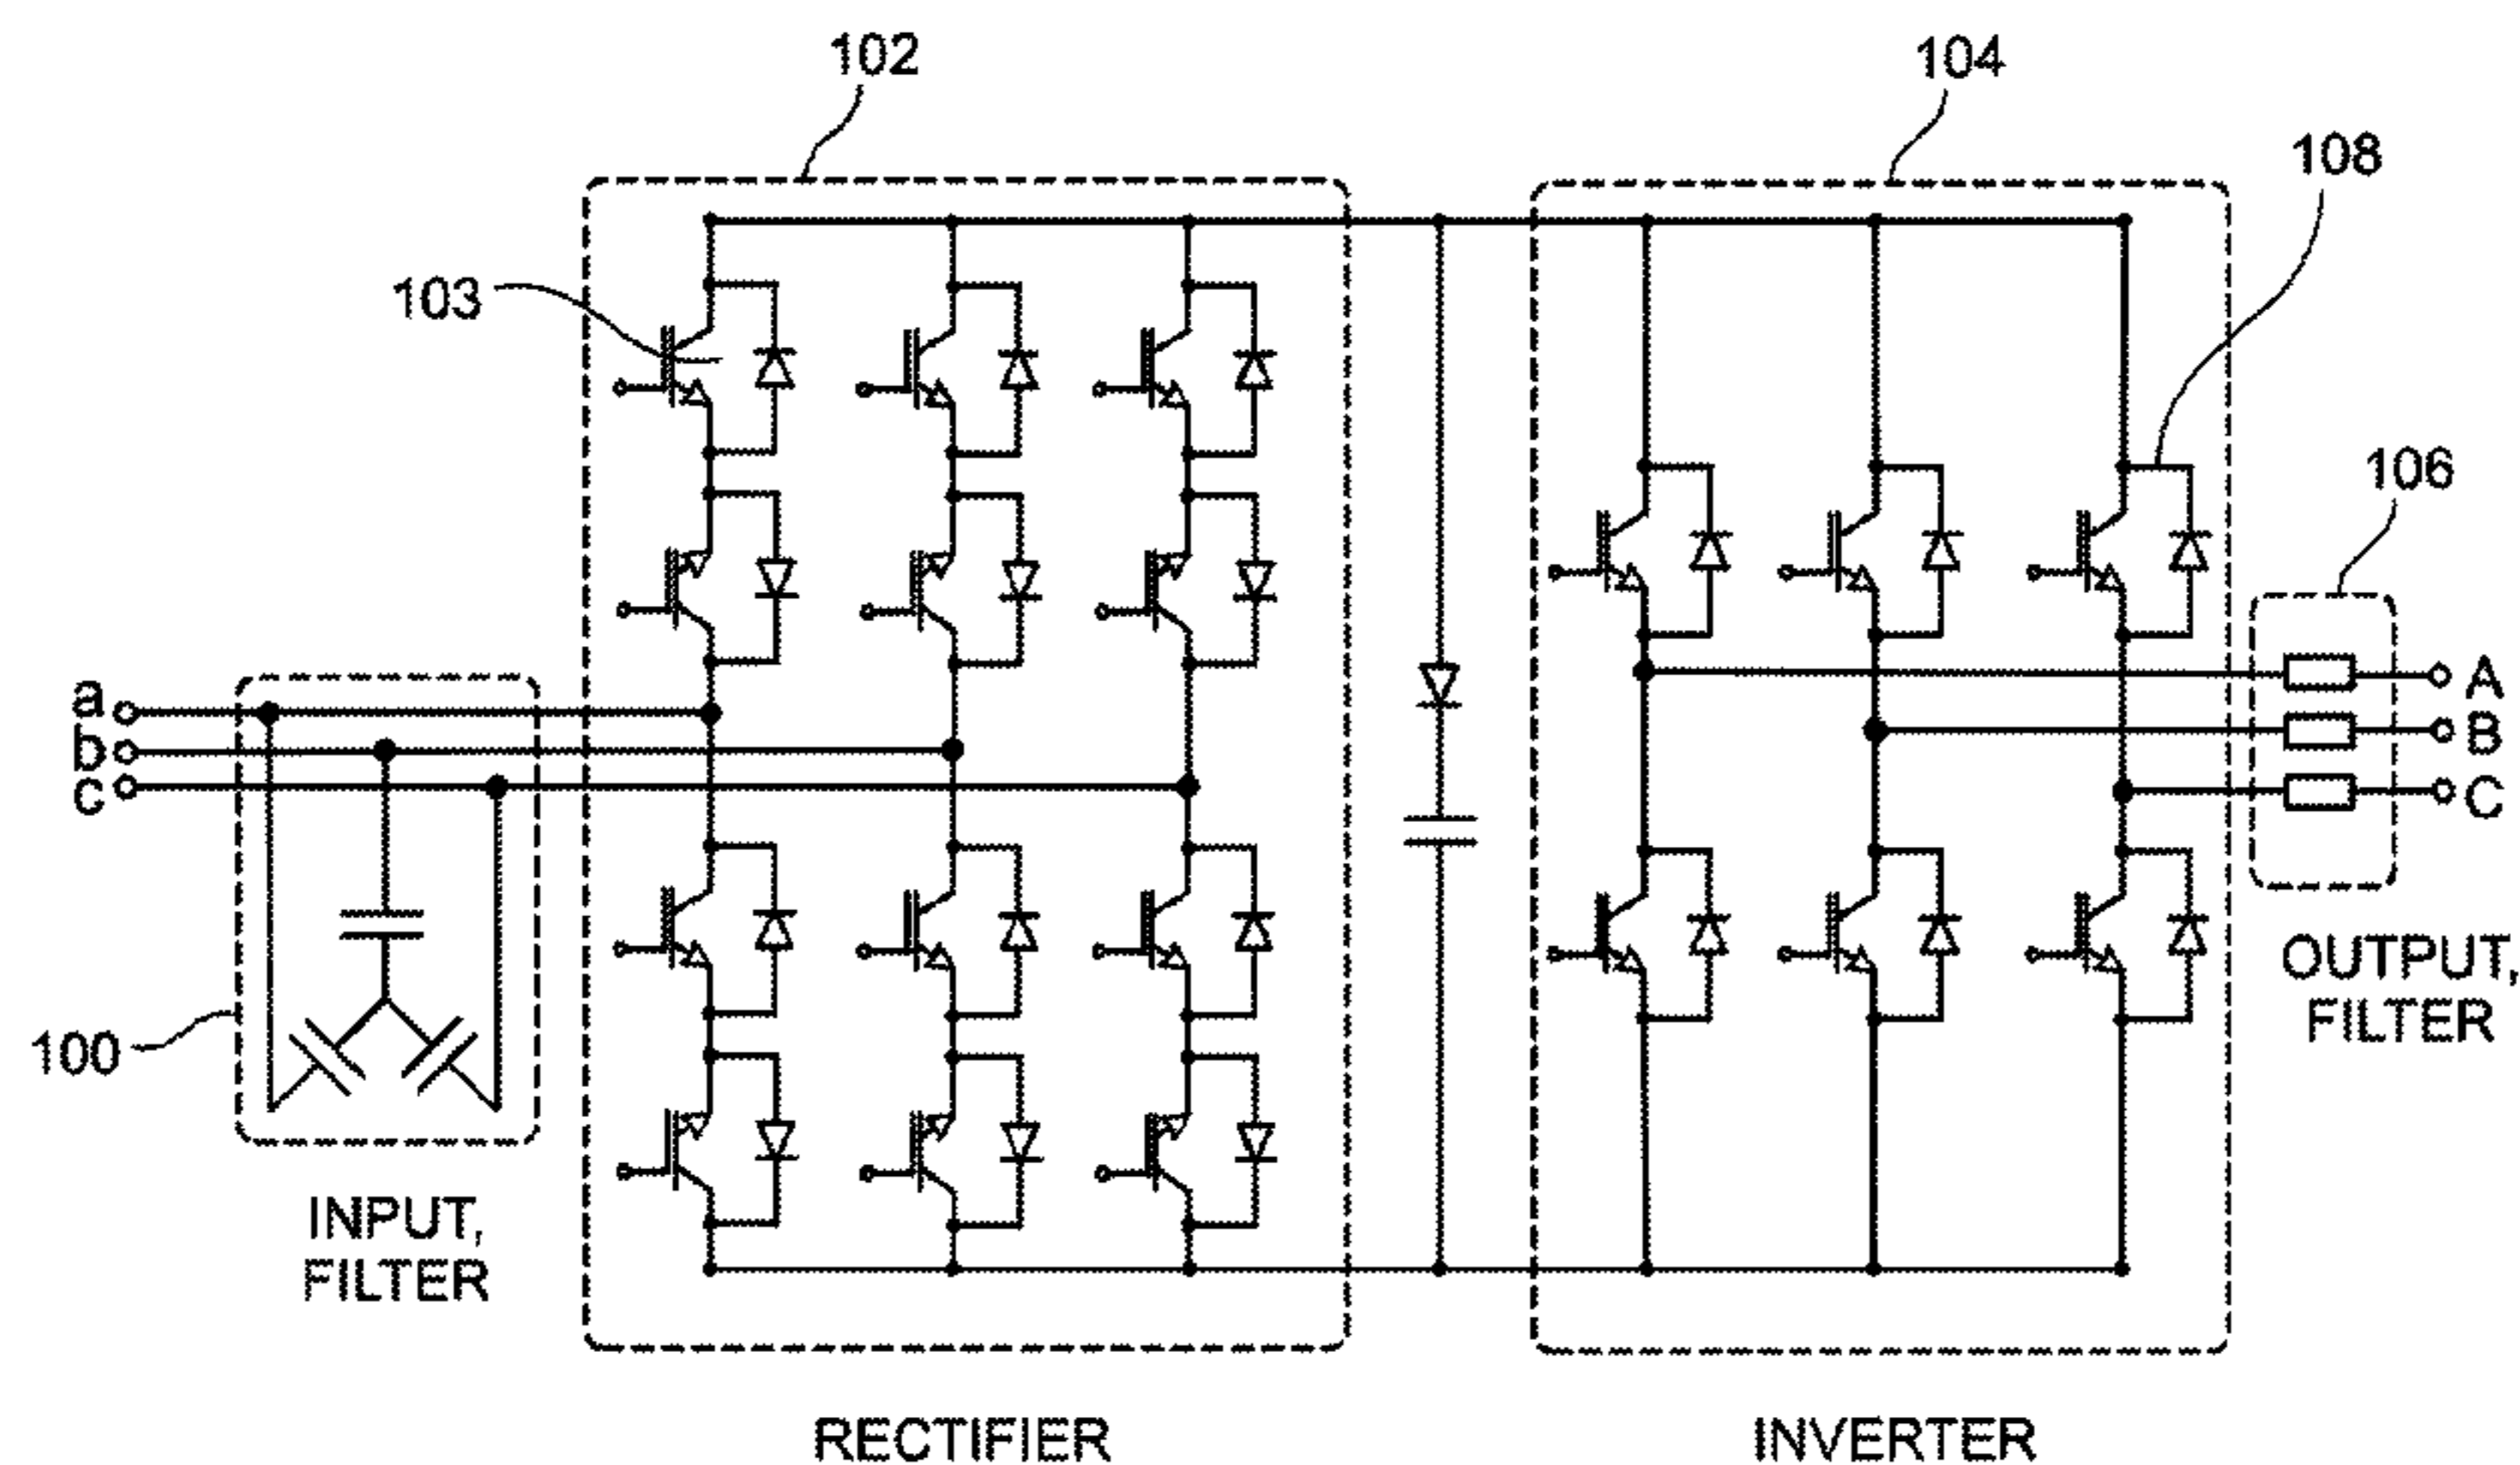 102
104
108
103
106
a
b
c
A
B
C
100
OUTPUT,
FILTER
INPUT,
FILTER
RECTIFIER
INVERTER